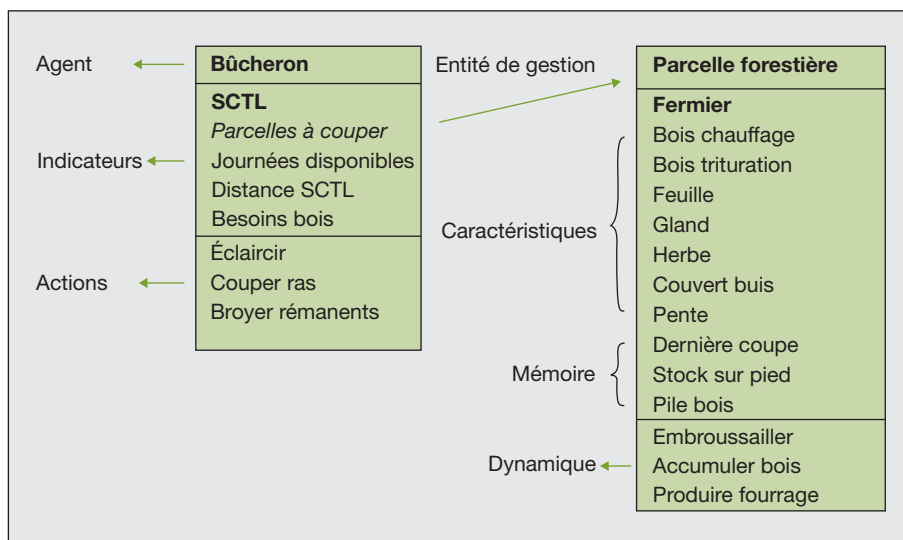 Agent
Bûcheron
SCTL
Parcelles à couper
Indicateurs
Journées disponibles
Distance SCTL
Besoins bois
Actions
Éclaircir
Couper ras
Broyer rémanents
Entité de gestion
Parcelle forestière
Fermier
Caractéristiques
Bois chauffage
Bois trituration
Feuille
Gland
Herbe
Couvert buis
Pente
Mémoire
Dernière coupe
Stock sur pied
Pile bois
Dynamique
Embroussailler
Accumuler bois
Produire fourrage